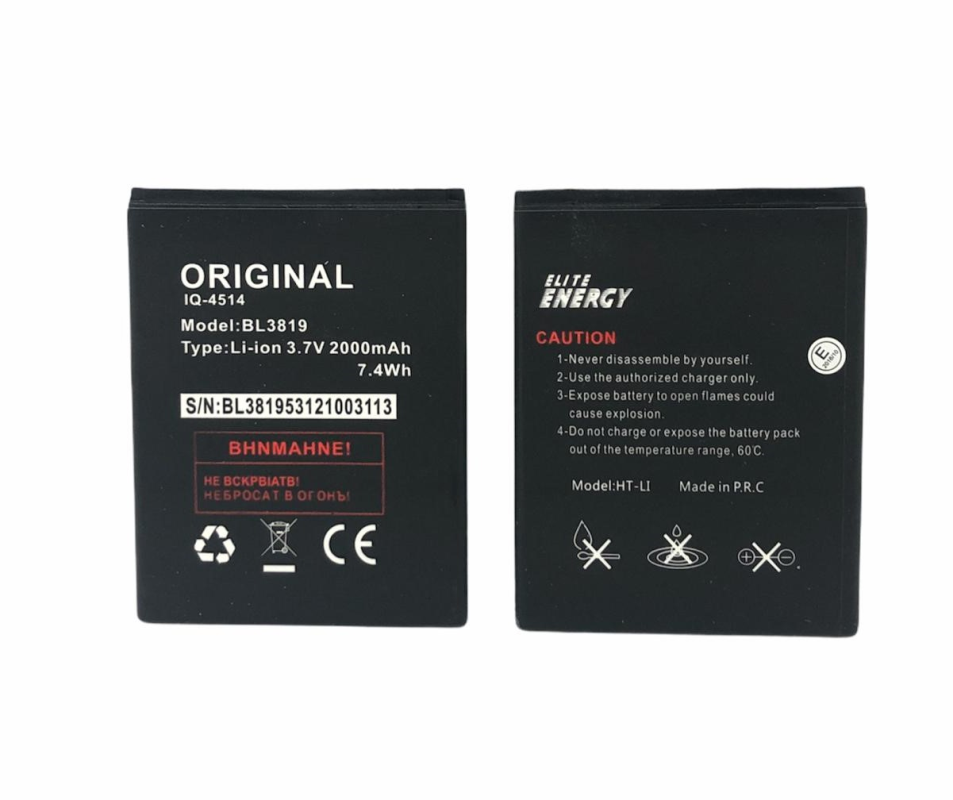 ORIGINAL
IQ-4514
Model:BL3819
Type:Li-ion 3.7V 2000mAh
7.4Wh
S/N:BL381953121003113
ВНNМАНNЕ!
НЕ ВСКРВІАТВ!
НЕБРОСАТ В ОГОНЪ!
CE
ELITE
ENERGY
CAUTION
1-Never disassemble by yourself.
2-Use the authorized charger only.
3-Expose battery to open flames could
cause explosion.
4-Do not charge or expose the battery pack
out of the temperature range, 60℃.
Model:HT-LI Made in P.R.C
E